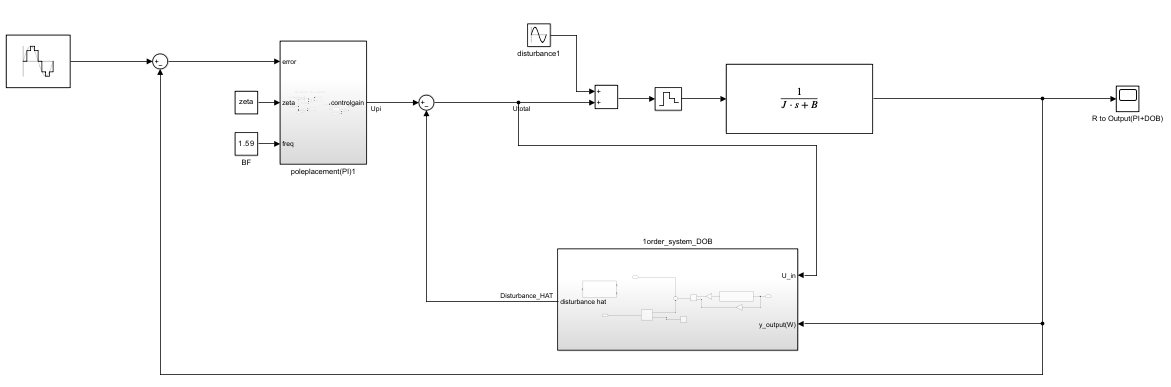 disturbance1
error
zeta
zeta
controlgain
Upi
Utotal
1.59
freq
BF
poleplacement(PI)1
+
-
+
-
+
+
1
J · s + B
R to Output(PI+DOB)
1order_system_DOB
U_in
Disturbance_HAT
disturbance hat
y_output(W)